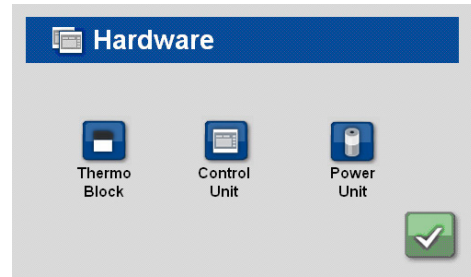 Hardware
Thermo
Block
Control
Unit
Power
Unit